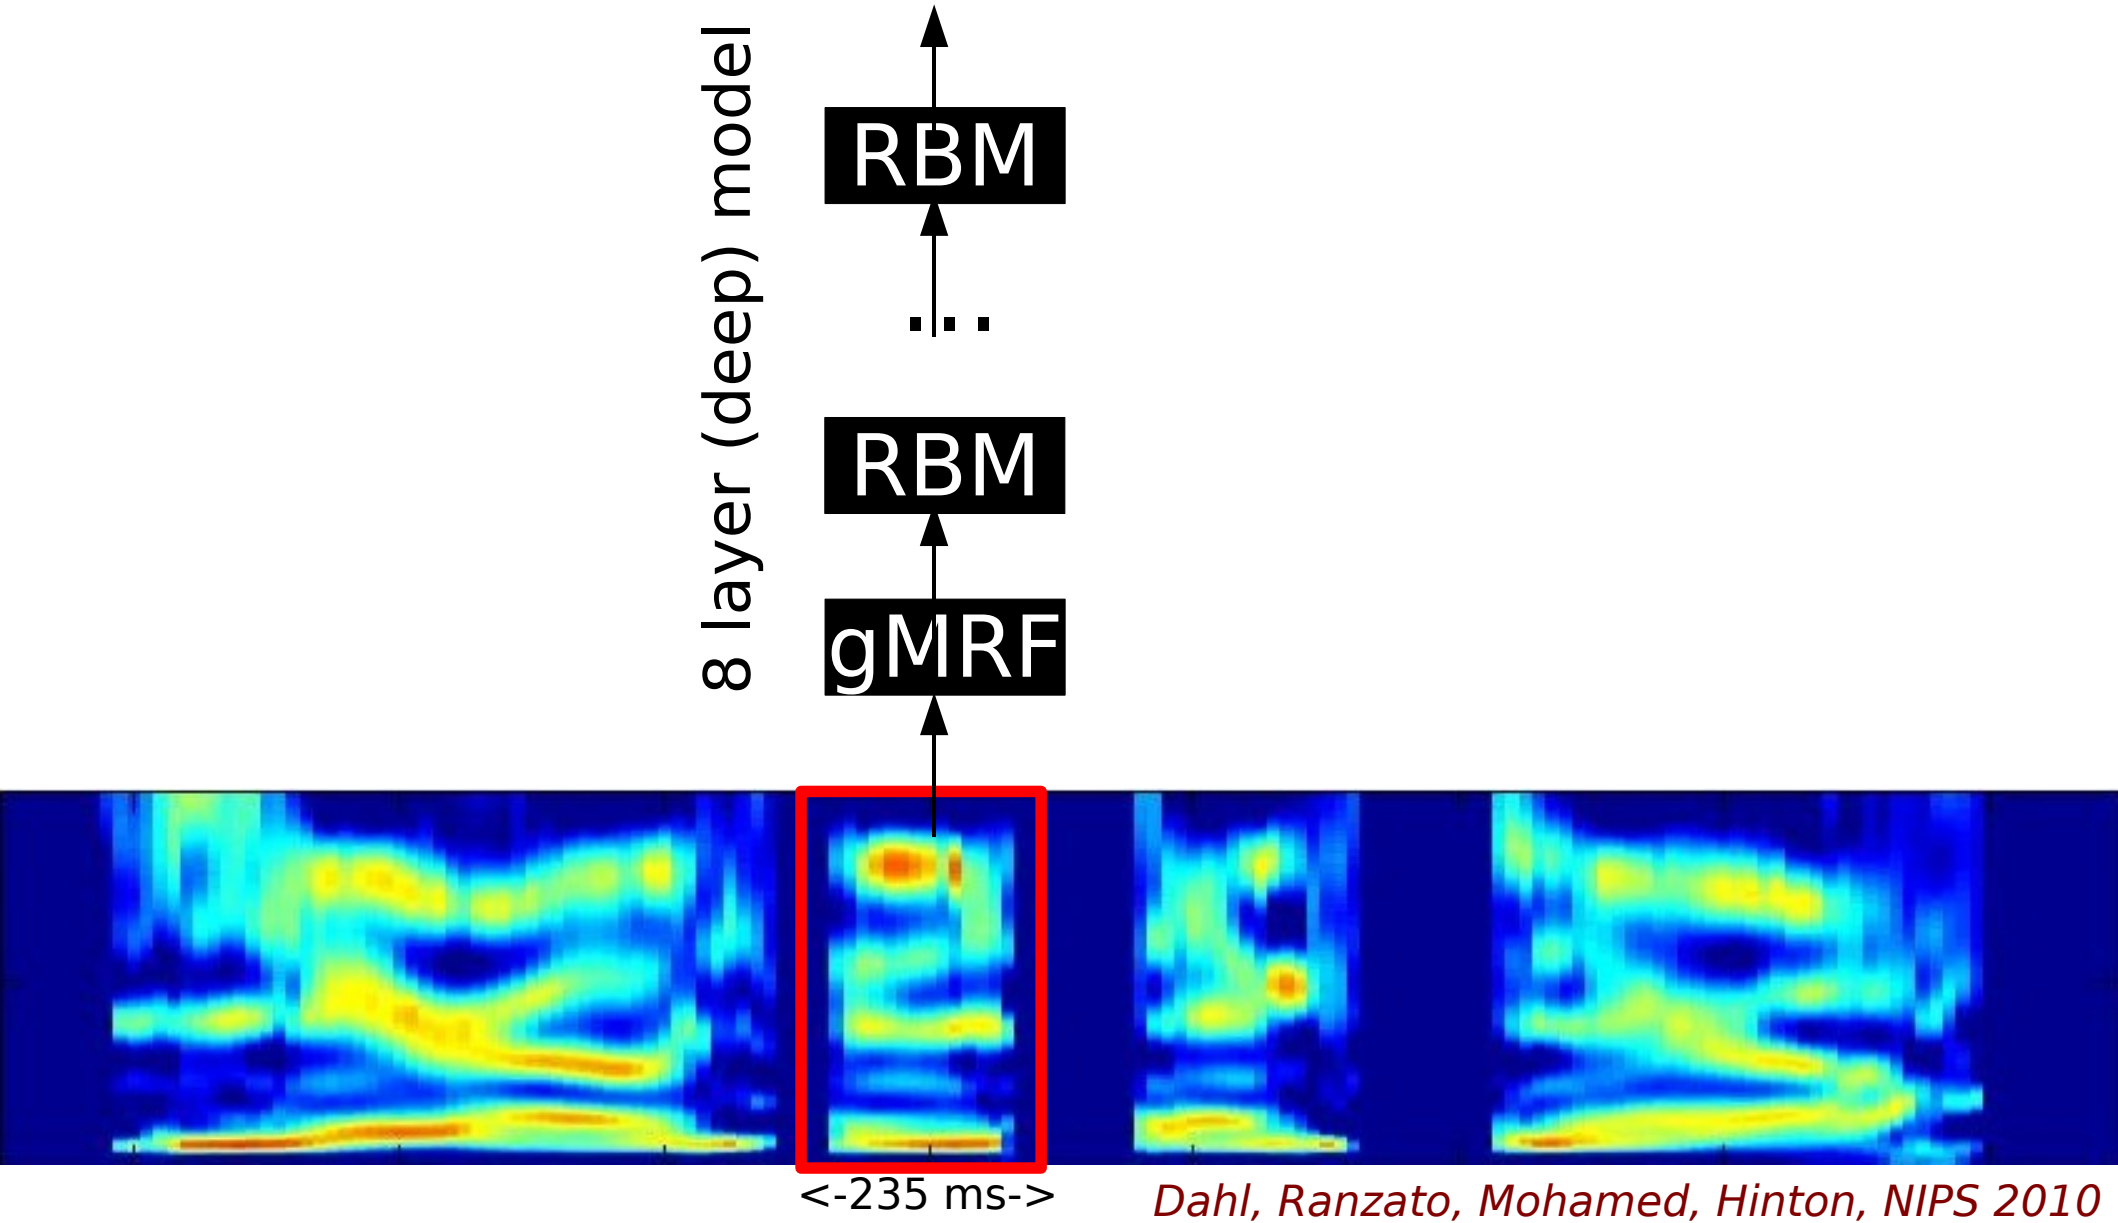 8 layer (deep) model
RBM
...
RBM
gMRF
<-235 ms->
Dahl, Ranzato, Mohamed, Hinton, NIPS 2010